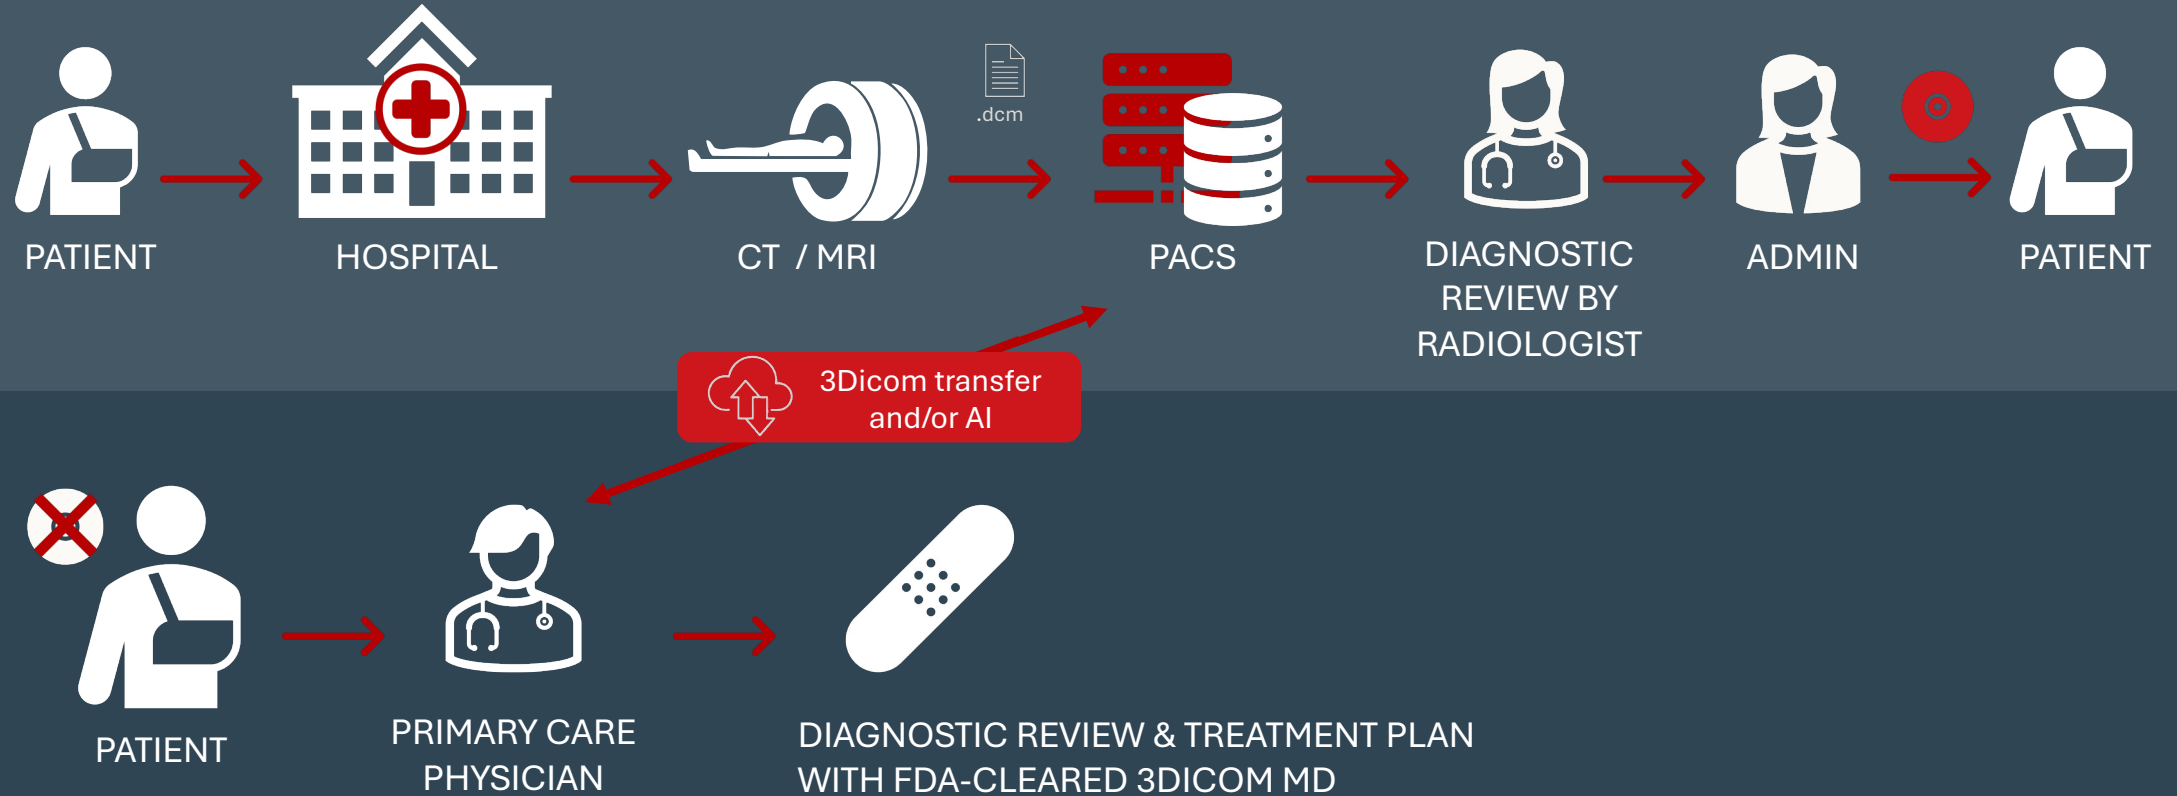 .dcm
PATIENT
HOSPITAL
CT / MRI
PACS
DIAGNOSTIC
REVIEW BY
RADIOLOGIST
ADMIN
PATIENT
3Dicom transfer
and/or AI
PATIENT
PRIMARY CARE
PHYSICIAN
DIAGNOSTIC REVIEW & TREATMENT PLAN
WITH FDA-CLEARED 3DICOM MD